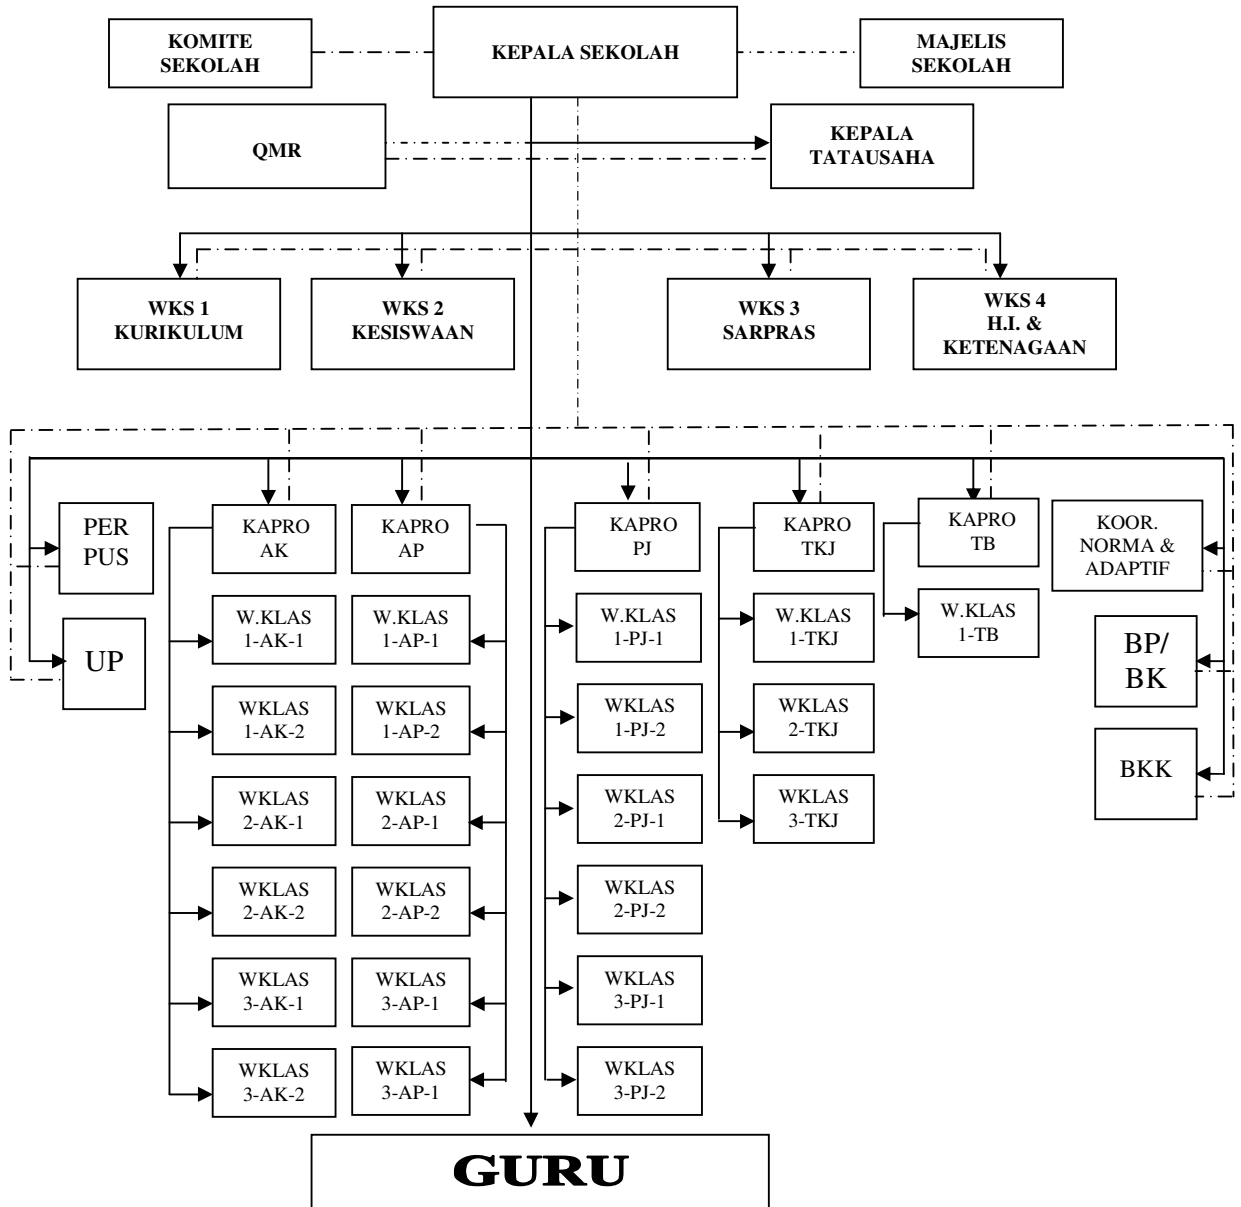 KOMITE
SEKOLAH
KEPALA SEKOLAH
MAJELIS
SEKOLAH
QMR
KEPALA
TATAUSAHA
WKS 1
KURIKULUM
WKS 2
KESISWAAN
WKS 3
SARPRAS
WKS 4
H.I. &
KETENAGAAN
PER
PUS
UP
KAPRO
AK
W.KLAS
1-AK-1
WKLAS
1-AK-2
WKLAS
2-AK-1
WKLAS
2-AK-2
WKLAS
3-AK-1
WKLAS
3-AK-2
KAPRO
AP
W.KLAS
1-AP-1
WKLAS
1-AP-2
WKLAS
2-AP-1
WKLAS
2-AP-2
WKLAS
3-AP-1
WKLAS
3-AP-1
KAPRO
PJ
W.KLAS
1-PJ-1
WKLAS
1-PJ-2
WKLAS
2-PJ-1
WKLAS
2-PJ-2
WKLAS
3-PJ-1
WKLAS
3-PJ-2
KAPRO
TKJ
W.KLAS
1-TKJ
WKLAS
2-TKJ
WKLAS
3-TKJ
KAPRO
TB
W.KLAS
1-TB
KOOR.
NORMA &
ADAPTIF
BP/
BK
BKK
GURU